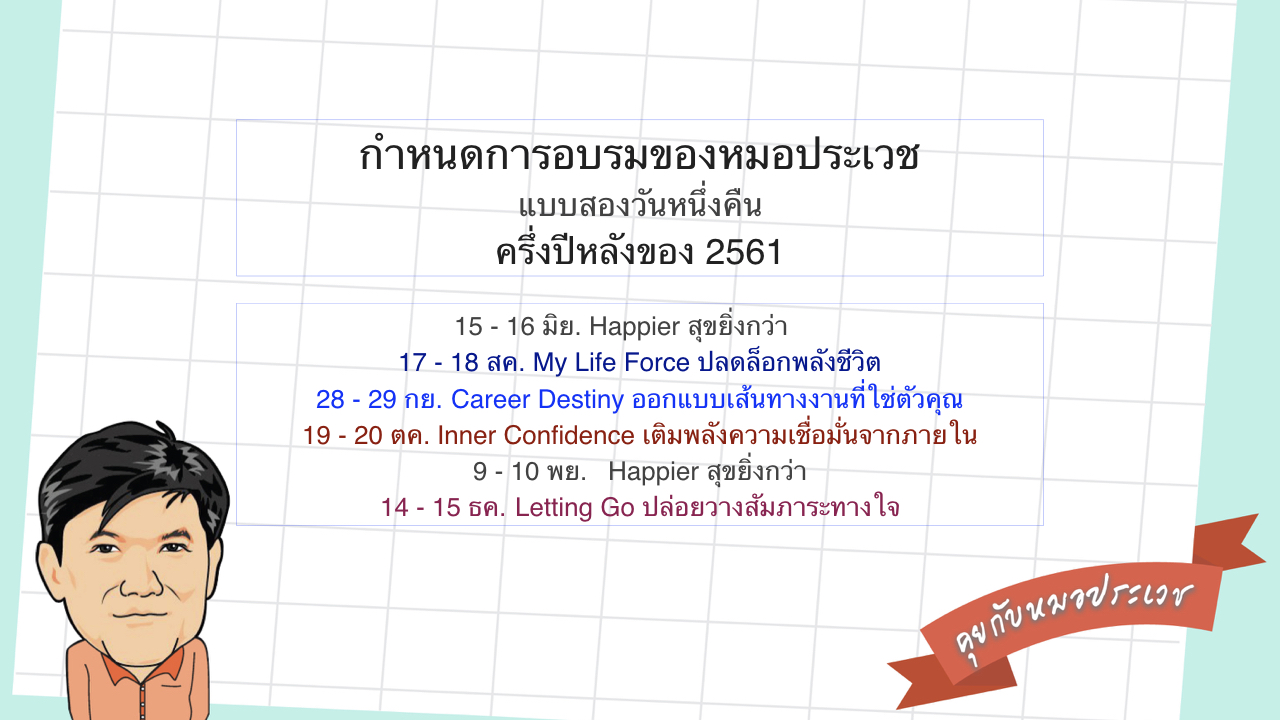 กำหนดการอบรมของหมอประเวช
แบบสองวันหนึ่งคืน
ครึ่งปีหลังของ 2561
15 - 16 มิย. Happier สุขยิ่งกว่า
17 - 18 สค. My Life Force ปลดล็อกพลังชีวิต
28 - 29 กย. Career Destiny ออกแบบเส้นทางงานที่ใช่ตัวคุณ
19 - 20 ตค. Inner Confidence เติมพลังความเชื่อมั่นจากภายใน
9 - 10 พย. Happier สุขยิ่งกว่า
14 - 15 ธค. Letting Go ปล่อยวางสัมภาระทางใจ
คุยกับหมอประเวช